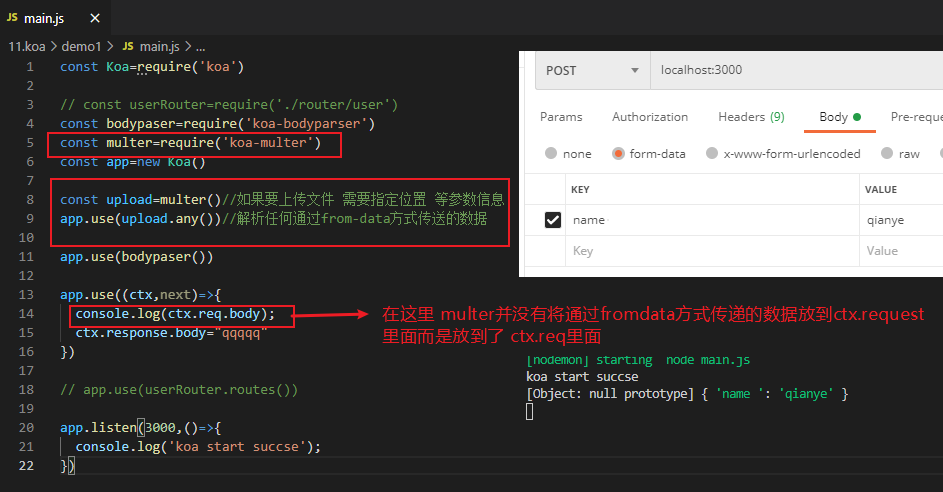 JS main.js ×
11.koa > demo1 > JS main.js > ...
1 const Koa=require('koa')
2
3 // const userRouter=require('./router/user')
4 const bodypaser=require('koa-bodyparser')
5 const multer=require('koa-multer')
6 const app=new Koa()
7
8 const upload=multer()//如果要上传文件 需要指定位置 等参数信息
9 app.use(upload.any())//解析任何通过from-data方式传送的数据
10
11 app.use(bodypaser())
12
13 app.use((ctx,next)=>{
14 console.log(ctx.req.body);
15 ctx.response.body="qqqqq"
16 })
17
18 // app.use(userRouter.routes())
19
20 app.listen(3000,()=>{
21 console.log('koa start succse');
22 })
POST localhost:3000
Params Authorization Headers (9) Body Pre-reque
none form-data x-www-form-urlencoded raw
KEY VALUE
name qianye
Key Value
在这里 multer并没有将通过fromdata方式传递的数据放到ctx.request
里面而是放到了 ctx.req里面
[nodemon] starting node main.js
koa start succse
[Object: null prototype] { 'name ': 'qianye' }